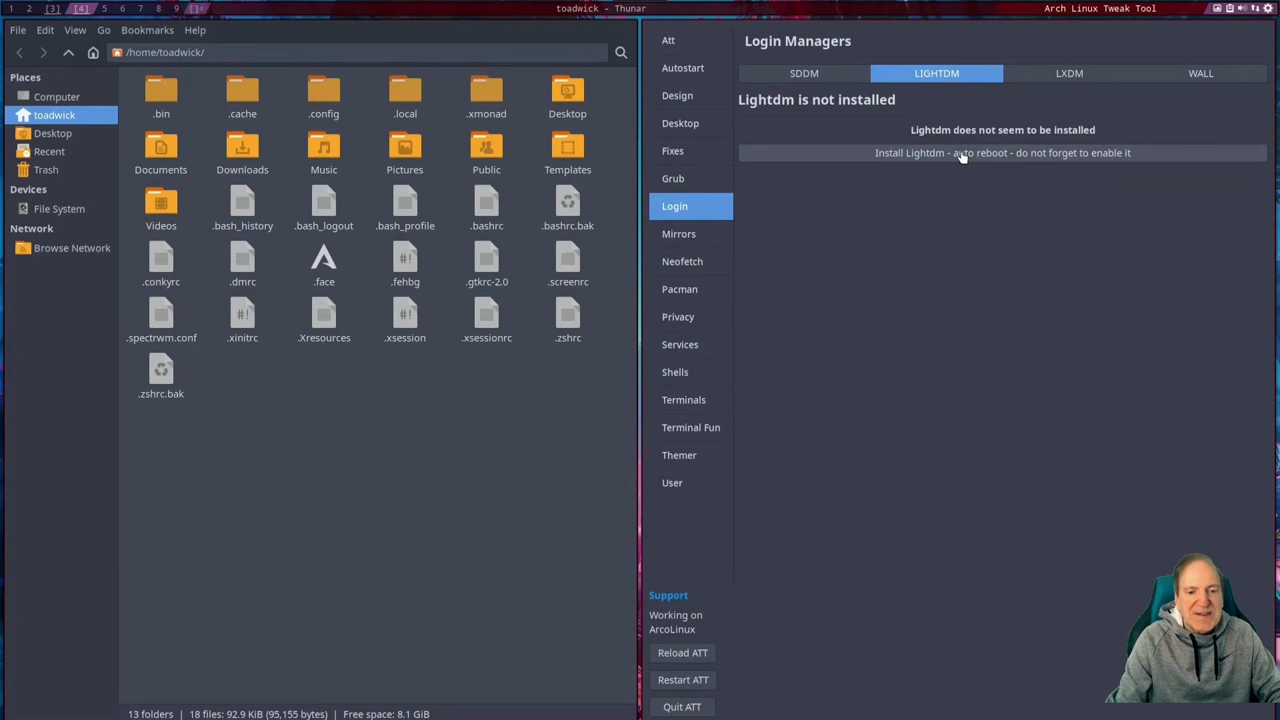 1 2 [3] [4] 5 6 7 8 9 []= toadwick - Thunar Arch Linux Tweak Tool
File Edit View Go Bookmarks Help
/home/toadwick/
Places
Computer
toadwick
Desktop
Recent
Trash
Devices
File System
Network
Browse Network
.bin .cache .config .local .xmonad Desktop
Documents Downloads Music Pictures Public Templates
Videos .bash_history .bash_logout .bash_profile .bashrc .bashrc.bak
.conkyrc .dmrc .face .fehbg .gtkrc-2.0 .screenrc
.spectrwm.conf .xinitrc .Xresources .xsession .xsessionrc .zshrc
.zshrc.bak
13 folders | 18 files: 92.9 KiB (95,155 bytes) | Free space: 8.1 GiB
Att
Autostart
Design
Desktop
Fixes
Grub
Login
Mirrors
Neofetch
Pacman
Privacy
Services
Shells
Terminals
Terminal Fun
Themer
User
Support
Working on
ArcoLinux
Reload ATT
Restart ATT
Quit ATT
Login Managers
SDDM LIGHTDM LXDM WALL
Lightdm is not installed
Lightdm does not seem to be installed
Install Lightdm - auto reboot - do not forget to enable it